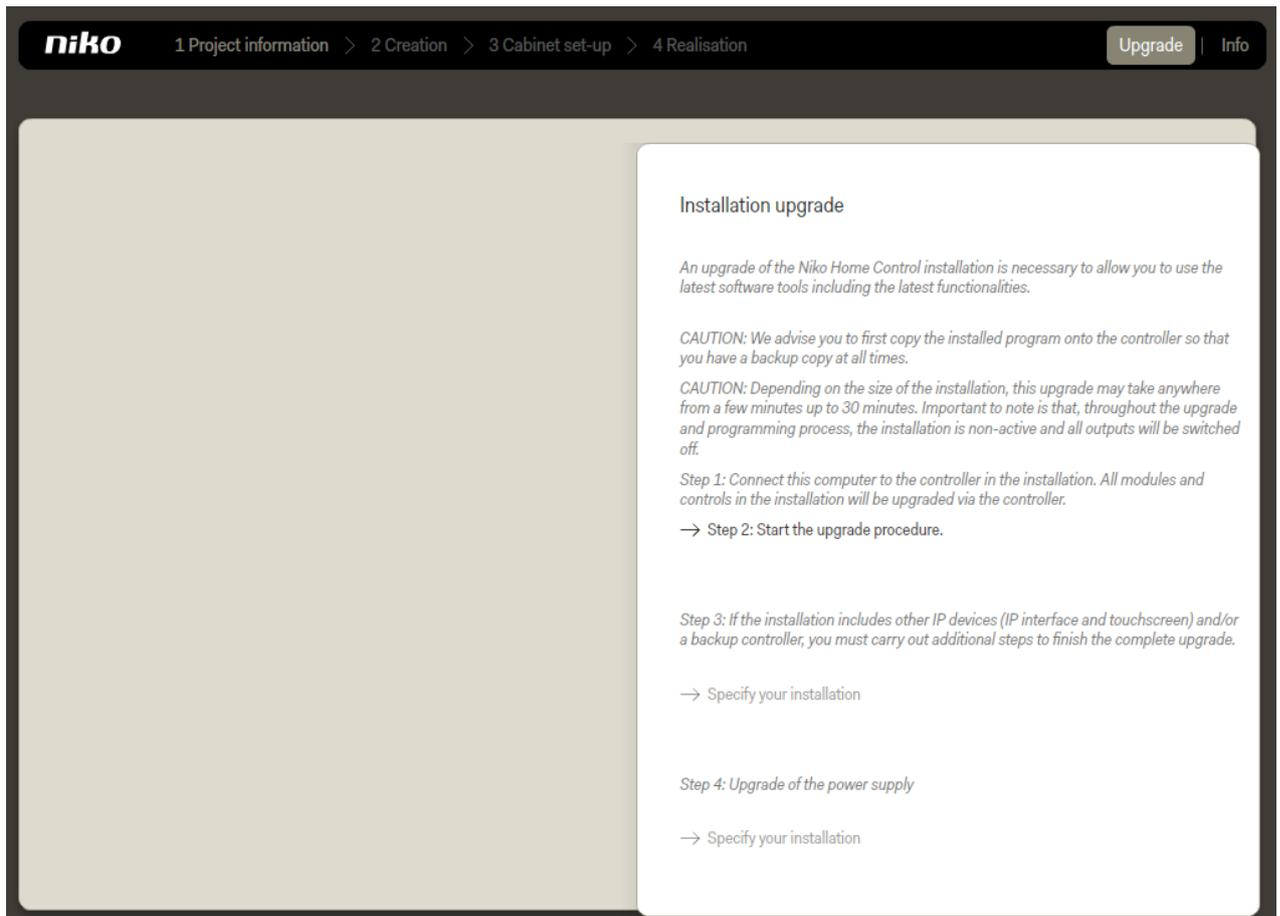 niko 1 Project information 2 Creation 3 Cabinet set-up 4 Realisation Upgrade | Info
Installation upgrade
An upgrade of the Niko Home Control installation is necessary to allow you to use the
latest software tools including the latest functionalities.
CAUTION: We advise you to first copy the installed program onto the controller so that
you have a backup copy at all times.
CAUTION: Depending on the size of the installation, this upgrade may take anywhere
from a few minutes up to 30 minutes. Important to note is that, throughout the upgrade
and programming process, the installation is non-active and all outputs will be switched
off.
Step 1: Connect this computer to the controller in the installation. All modules and
controls in the installation will be upgraded via the controller.
→ Step 2: Start the upgrade procedure.
Step 3: If the installation includes other IP devices (IP interface and touchscreen) and/or
a backup controller, you must carry out additional steps to finish the complete upgrade.
→ Specify your installation
Step 4: Upgrade of the power supply
→ Specify your installation